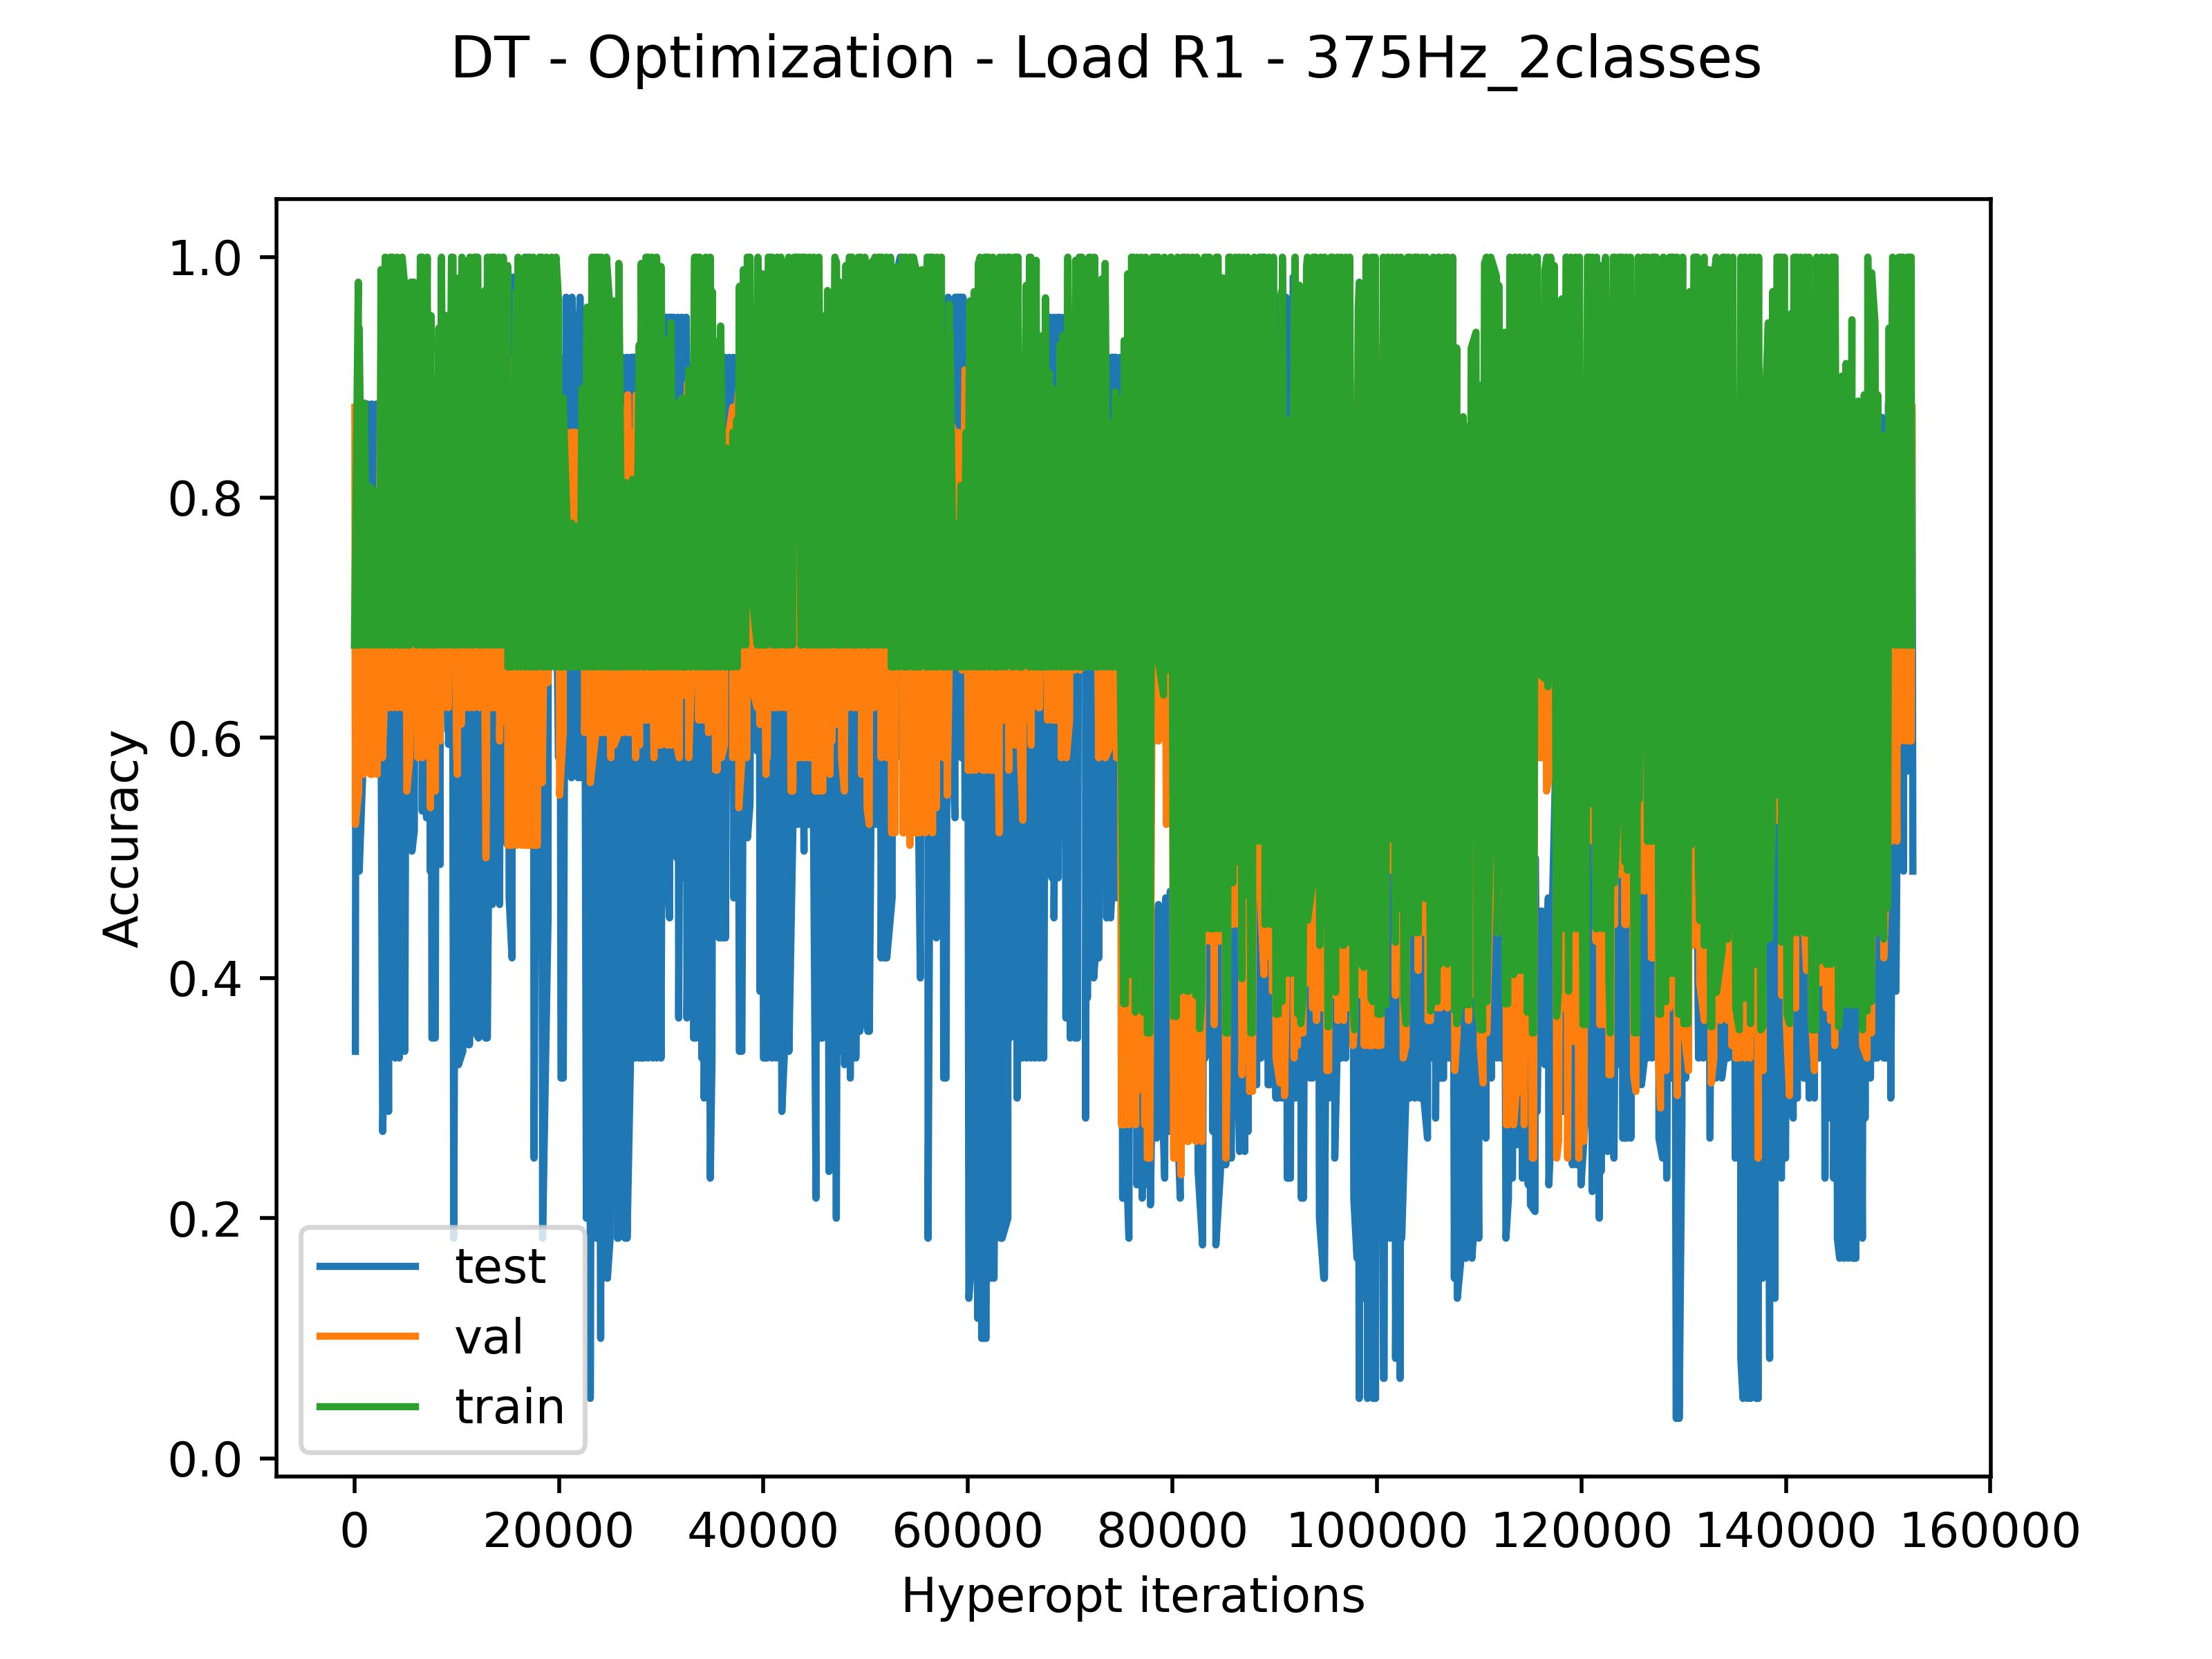 DT - Optimization - Load R1 - 375Hz_2classes
1.0
0.8
0.6
0.4
0.2
0.0
Accuracy
test
val
train
0 20000 40000 60000 80000 100000 120000 140000 160000
Hyperopt iterations